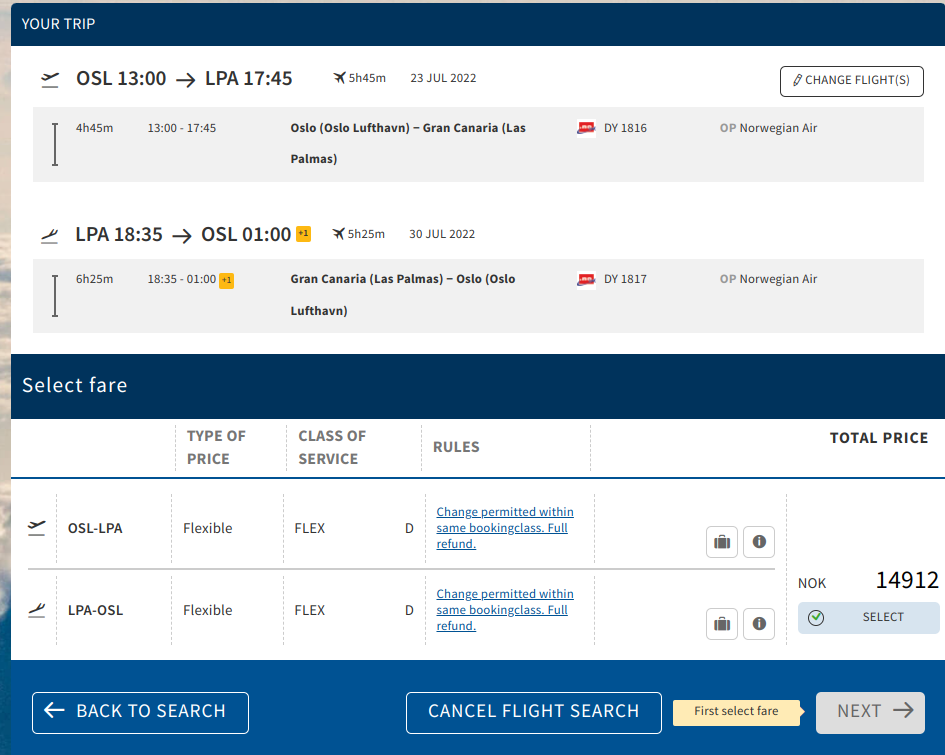 YOUR TRIP
OSL 13:00 → LPA 17:45 5h45m 23 JUL 2022 CHANGE FLIGHT(S)
4h45m 13:00 - 17:45 Oslo (Oslo Lufthavn) – Gran Canaria (Las DY 1816 OP Norwegian Air
Palmas)
LPA 18:35 → OSL 01:00 +1 5h25m 30 JUL 2022
6h25m 18:35 - 01:00 +1 Gran Canaria (Las Palmas) – Oslo (Oslo DY 1817 OP Norwegian Air
Lufthavn)
Select fare
TYPE OF CLASS OF RULES TOTAL PRICE
PRICE SERVICE
OSL-LPA Flexible FLEX D Change permitted within
same bookingclass. Full
refund.
LPA-OSL Flexible FLEX D Change permitted within
same bookingclass. Full
refund.
NOK 14912
SELECT
← BACK TO SEARCH CANCEL FLIGHT SEARCH First select fare NEXT →